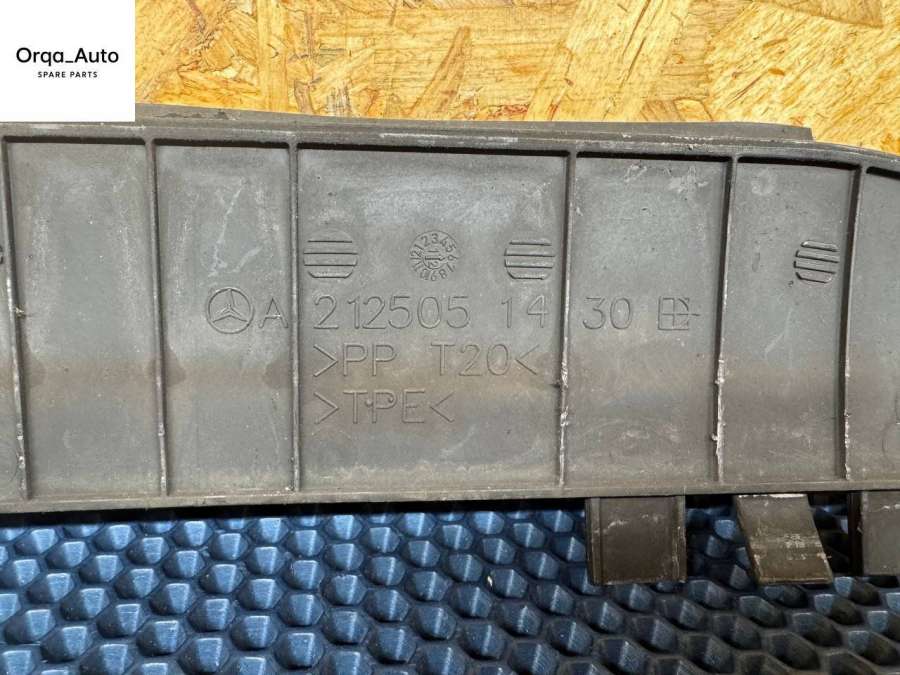 Orqa_Auto
SPARE PARTS
A 212505 14 30
>PP T20<
>TPE<